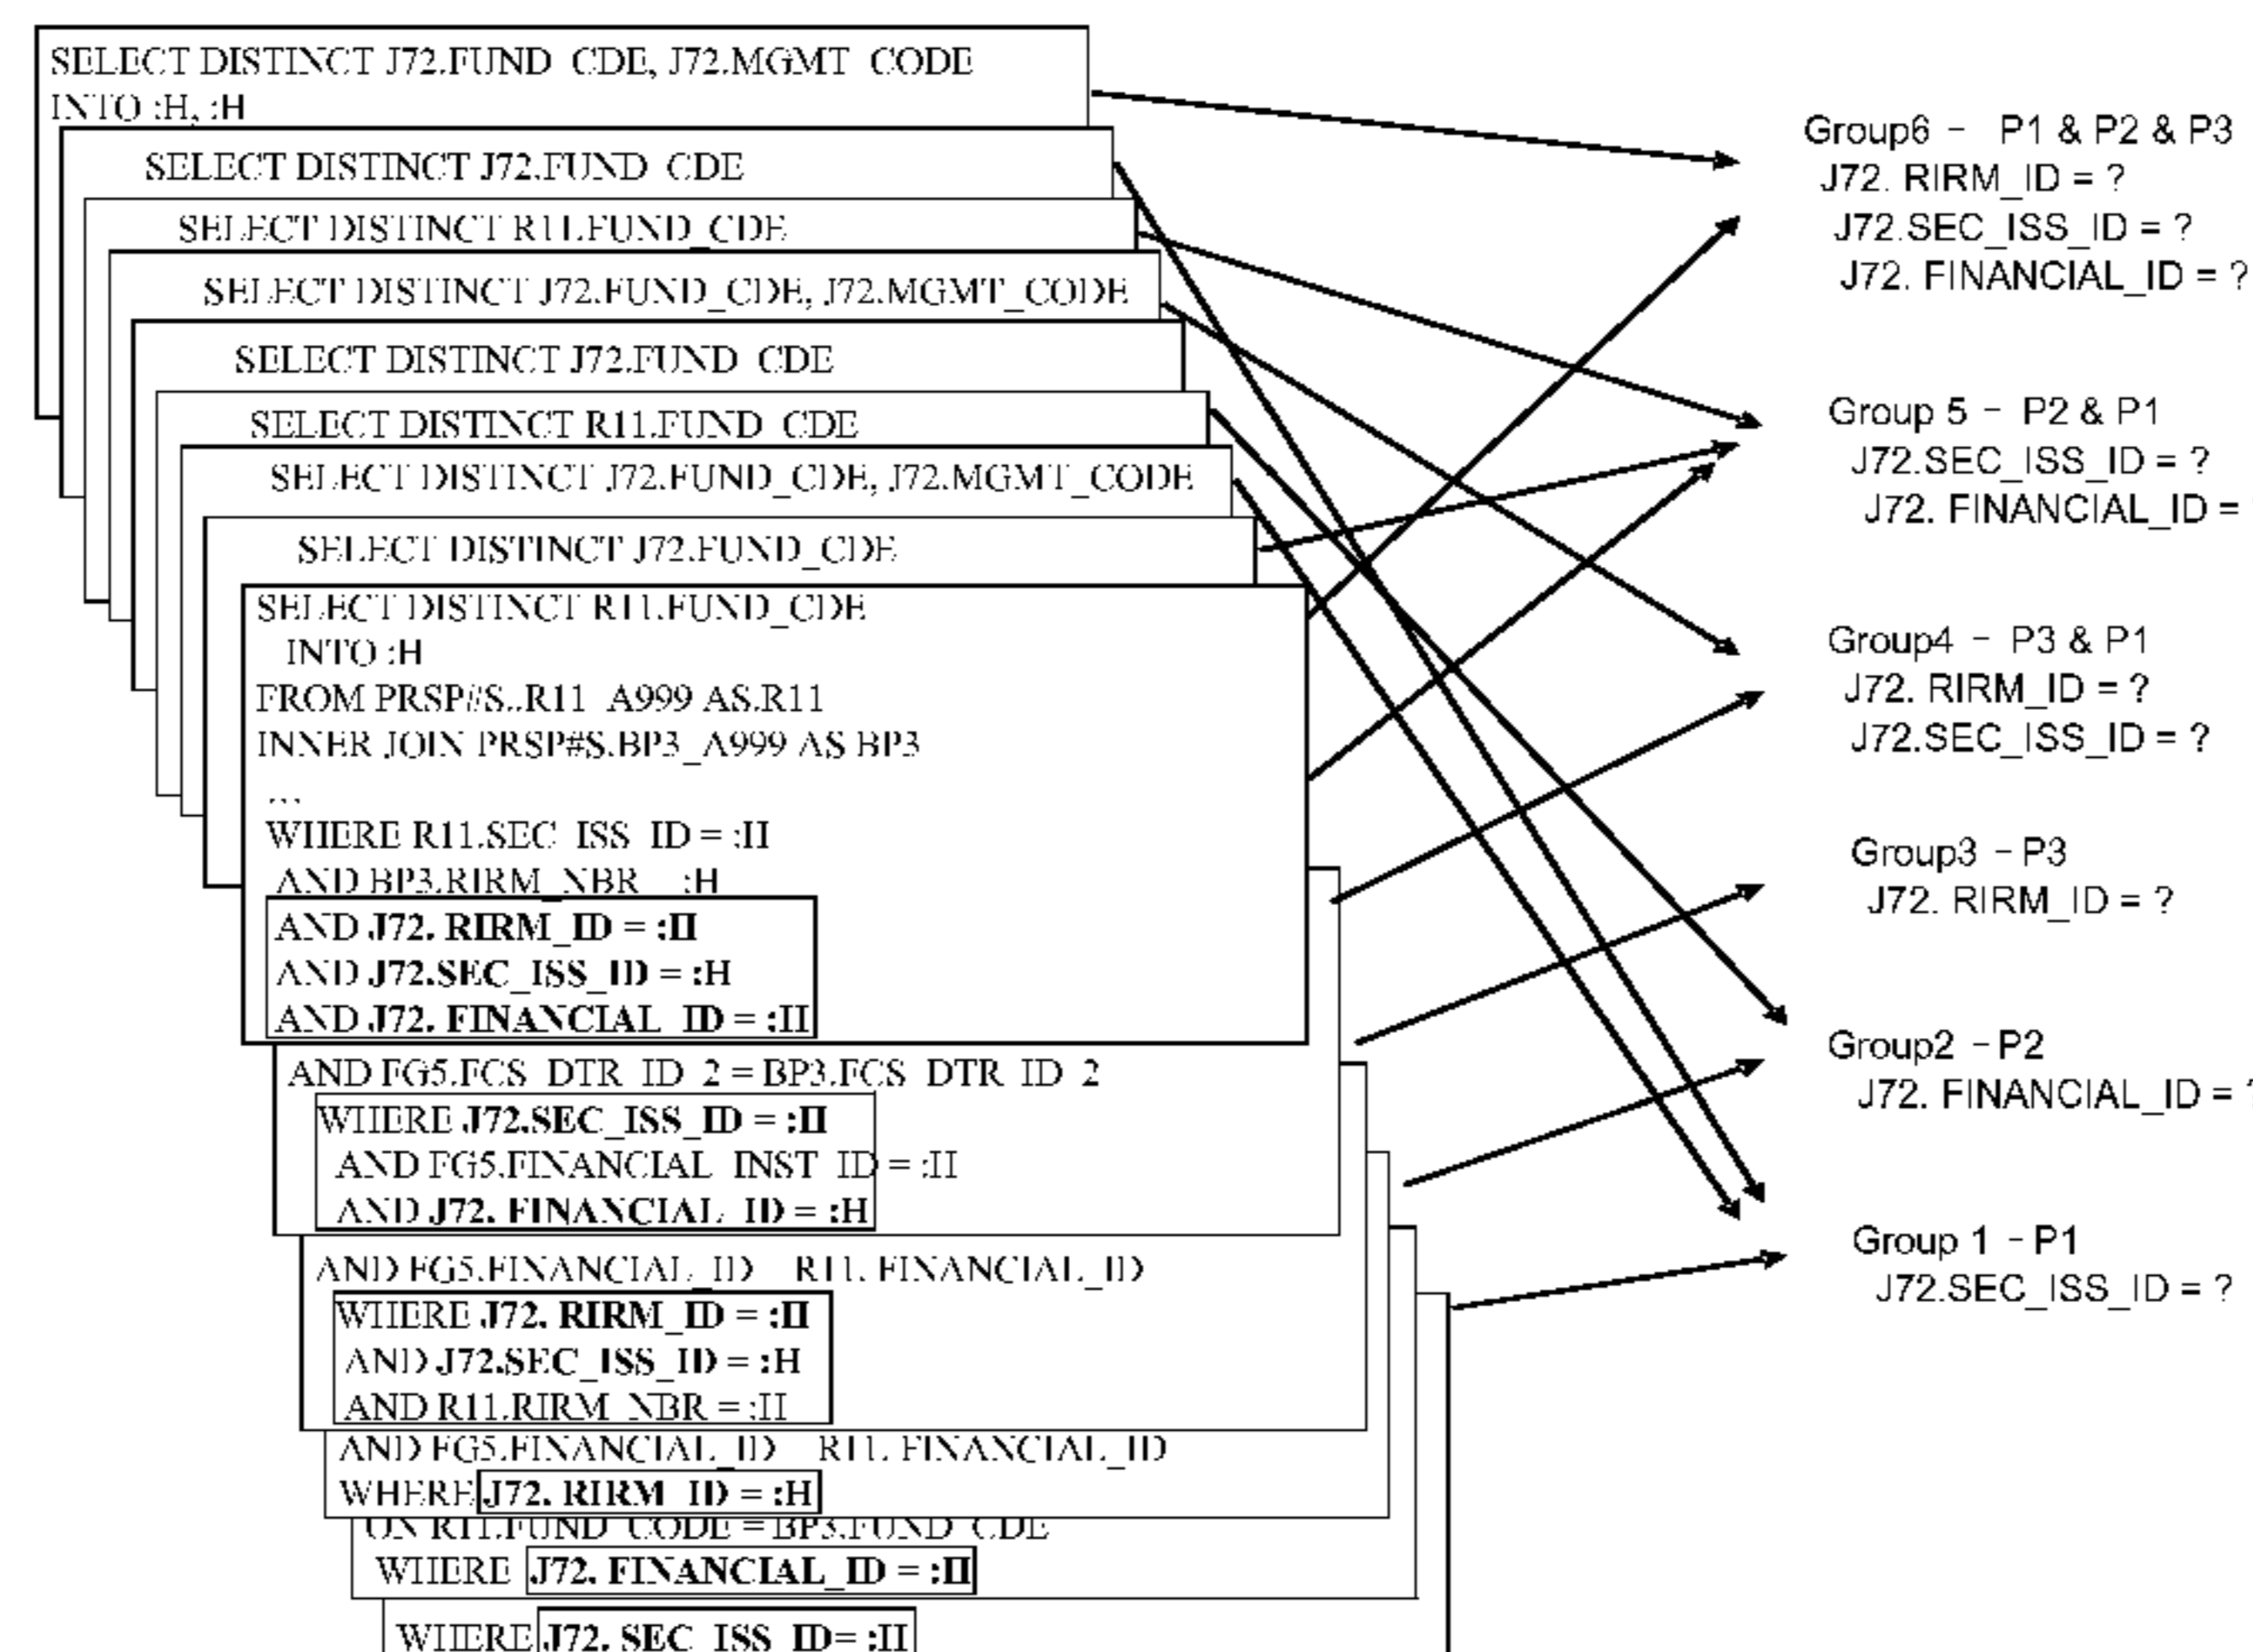 SELECT DISTINCT J72.FUND_CDE, J72.MGMT_CODE
INTO :H, :H
SELECT DISTINCT J72.FUND_CDE
SELECT DISTINCT R11.FUND_CDE
SELECT DISTINCT J72.FUND_CDE, J72.MGMT_CODE
SELECT DISTINCT J72.FUND_CDE
SELECT DISTINCT R11.FUND_CDE
SELECT DISTINCT J72.FUND_CDE, J72.MGMT_CODE
SELECT DISTINCT J72.FUND_CDE
SELECT DISTINCT R11.FUND_CDE
INTO :H
FROM PRSP#S..R11_A999 AS.R11
INNER JOIN PRSP#S.BP3_A999 AS BP3
...
WHERE R11.SEC_ISS_ID = :H
AND BP3.RIRM_NBR :H
AND J72. RIRM_ID = :H
AND J72.SEC_ISS_ID = :H
AND J72. FINANCIAL_ID = :H
AND FG5.FCS_DTR_ID_2 = BP3.FCS_DTR_ID_2
WHERE J72.SEC_ISS_ID = :H
AND FG5.FINANCIAL_INST_ID = :H
AND J72. FINANCIAL_ID = :H
AND FG5.FINANCIAL_ID R11. FINANCIAL_ID
WHERE J72. RIRM_ID = :H
AND J72.SEC_ISS_ID = :H
AND R11.RIRM_NBR = :H
AND FG5.FINANCIAL_ID R11. FINANCIAL_ID
WHERE J72. RIRM_ID = :H
ON R11.FUND_CODE = BP3.FUND_CDE
WHERE J72. FINANCIAL_ID = :H
WHERE J72. SEC_ISS_ID= :H
Group6 – P1 & P2 & P3
J72. RIRM_ID = ?
J72.SEC_ISS_ID = ?
J72. FINANCIAL_ID = ?
Group 5 – P2 & P1
J72.SEC_ISS_ID = ?
J72. FINANCIAL_ID =
Group4 – P3 & P1
J72. RIRM_ID = ?
J72.SEC_ISS_ID = ?
Group3 – P3
J72. RIRM_ID = ?
Group2 – P2
J72. FINANCIAL_ID = ?
Group 1 – P1
J72.SEC_ISS_ID = ?